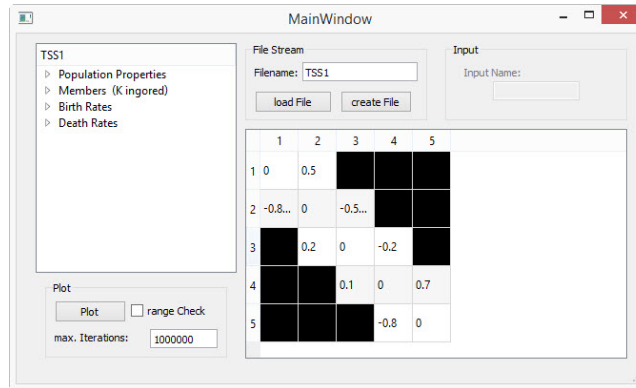 MainWindow
TSS1
Population Properties
Members (K ingored)
Birth Rates
Death Rates
File Stream
Filename: TSS1
load File create File
Input
Input Name:
1 2 3 4 5
1 0 0.5
2 -0.8... 0 -0.5...
3 0.2 0 -0.2
4 0.1 0 0.7
5 -0.8 0
Plot
Plot range Check
max. Iterations: 1000000